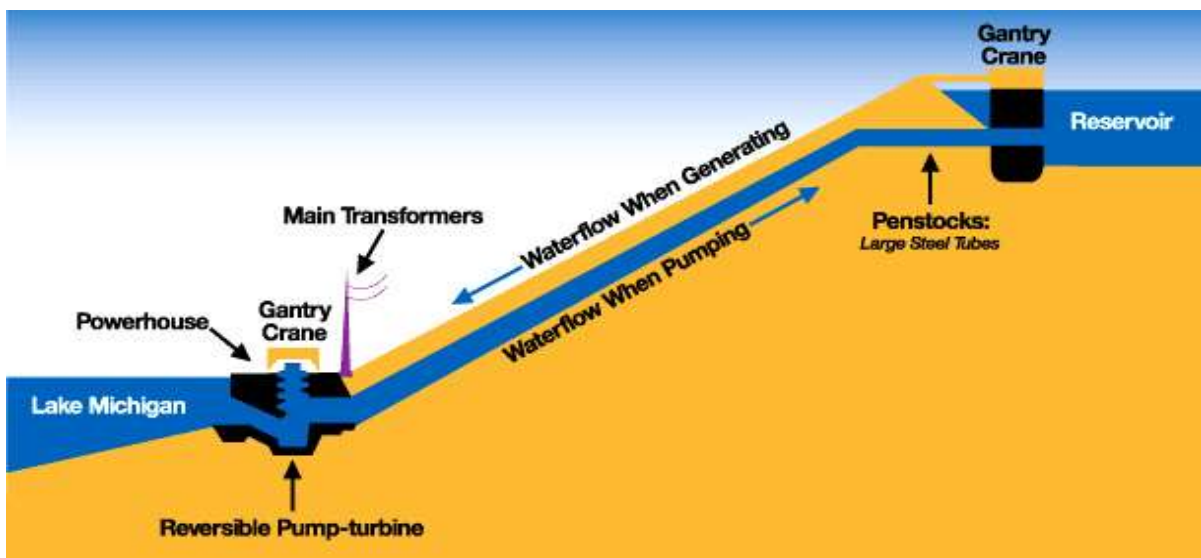 Gantry
Crane
Reservoir
Waterflow When Generating
Main Transformers
Penstocks:
Large Steel Tubes
Waterflow When Pumping
Gantry
Crane
Powerhouse
Lake Michigan
Reversible Pump-turbine